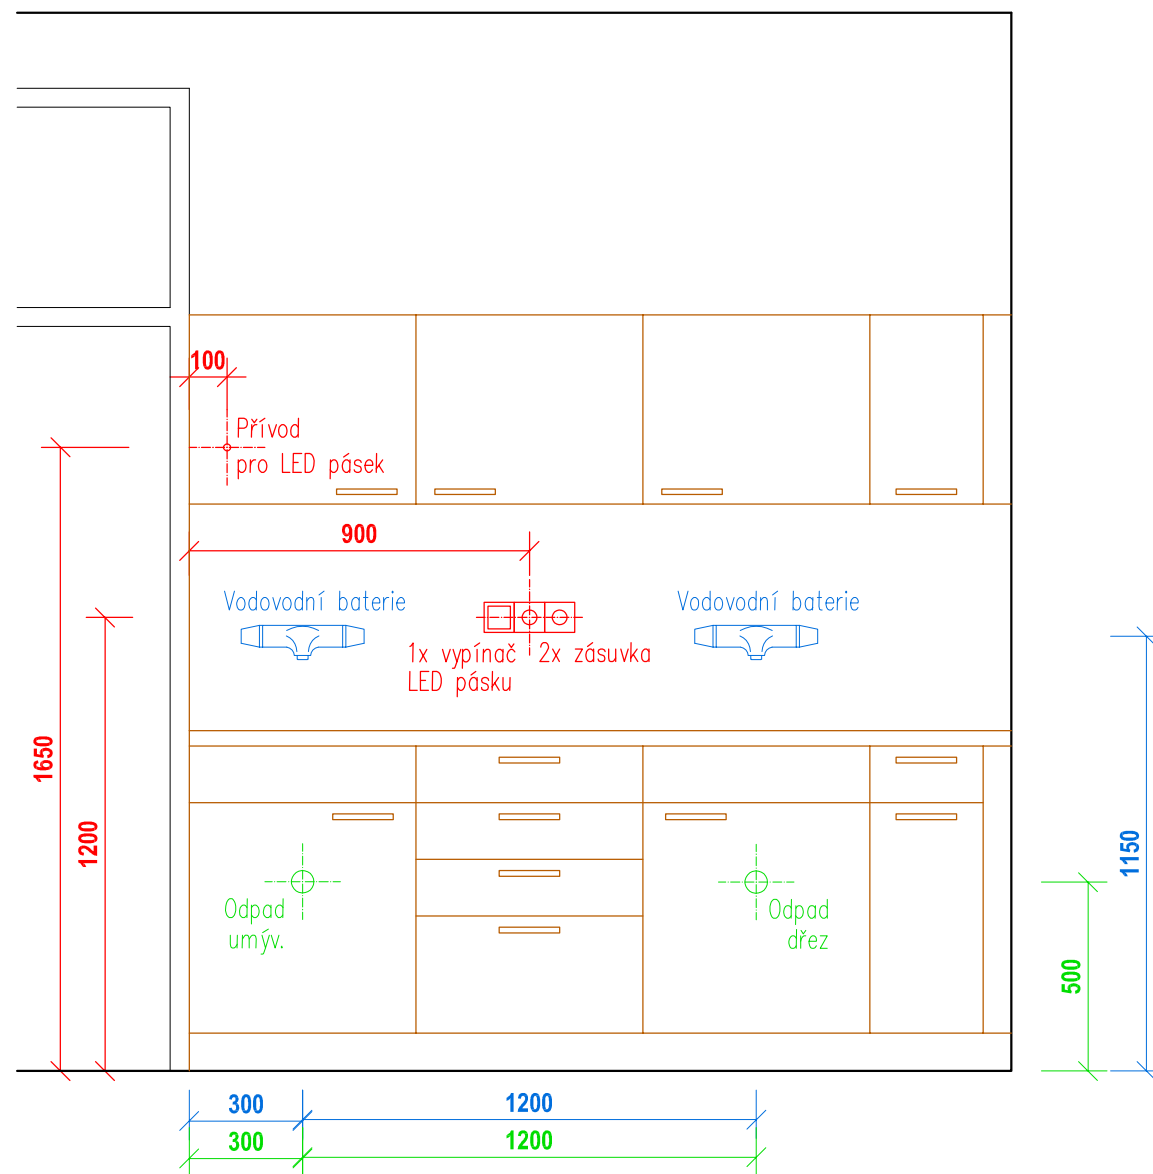 100
Přívod
pro LED pásek
900
Vodovodní baterie
Vodovodní baterie
1x vypínač
LED pásku
2x zásuvka
1650
1200
1150
Odpad
umýv.
Odpad
dřez
500
300
1200
300
1200